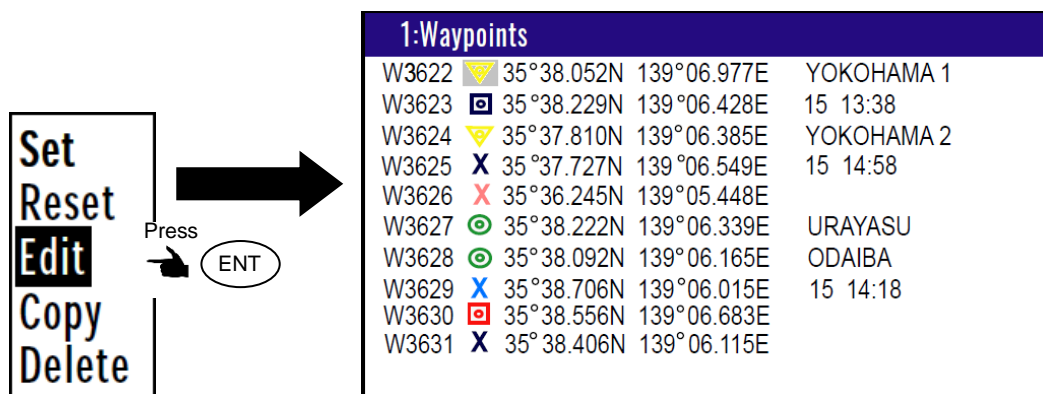 Set
Reset
Edit
Copy
Delete
Press
ENT
1:Waypoints
W3622 35°38.052N 139°06.977E YOKOHAMA 1
W3623 35°38.229N 139°06.428E 15 13:38
W3624 35°37.810N 139°06.385E YOKOHAMA 2
W3625 X 35°37.727N 139°06.549E 15 14:58
W3626 X 35°36.245N 139°05.448E
W3627 35°38.222N 139°06.339E URAYASU
W3628 35°38.092N 139°06.165E ODAIBA
W3629 X 35°38.706N 139°06.015E 15 14:18
W3630 35°38.556N 139°06.683E
W3631 X 35°38.406N 139°06.115E